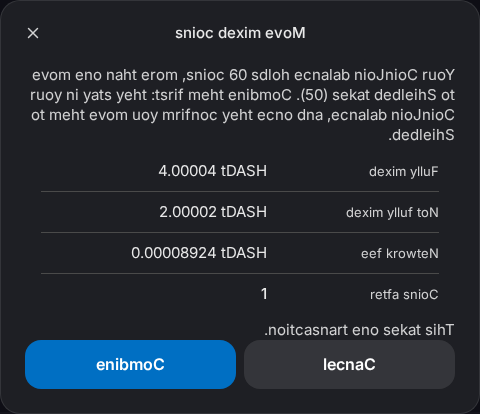 snioc dexim evoM
evom eno naht erom ,snioc 60 sdloh ecnalab nioJnioC ruoY
ruoy ni yats yeht :tsrif meht enibmoC .(50) sekat dedleihS ot
ot meht evom uoy mrifnoc yeht ecno dna ,ecnalab nioJnioC
.dedleihS
4.00004 tDASH dexim ylluF
2.00002 tDASH dexim ylluf toN
0.00008924 tDASH eef krowteN
1 retfa snioC
.noitcasnart eno sekat sihT
enibmoC
lecnaC